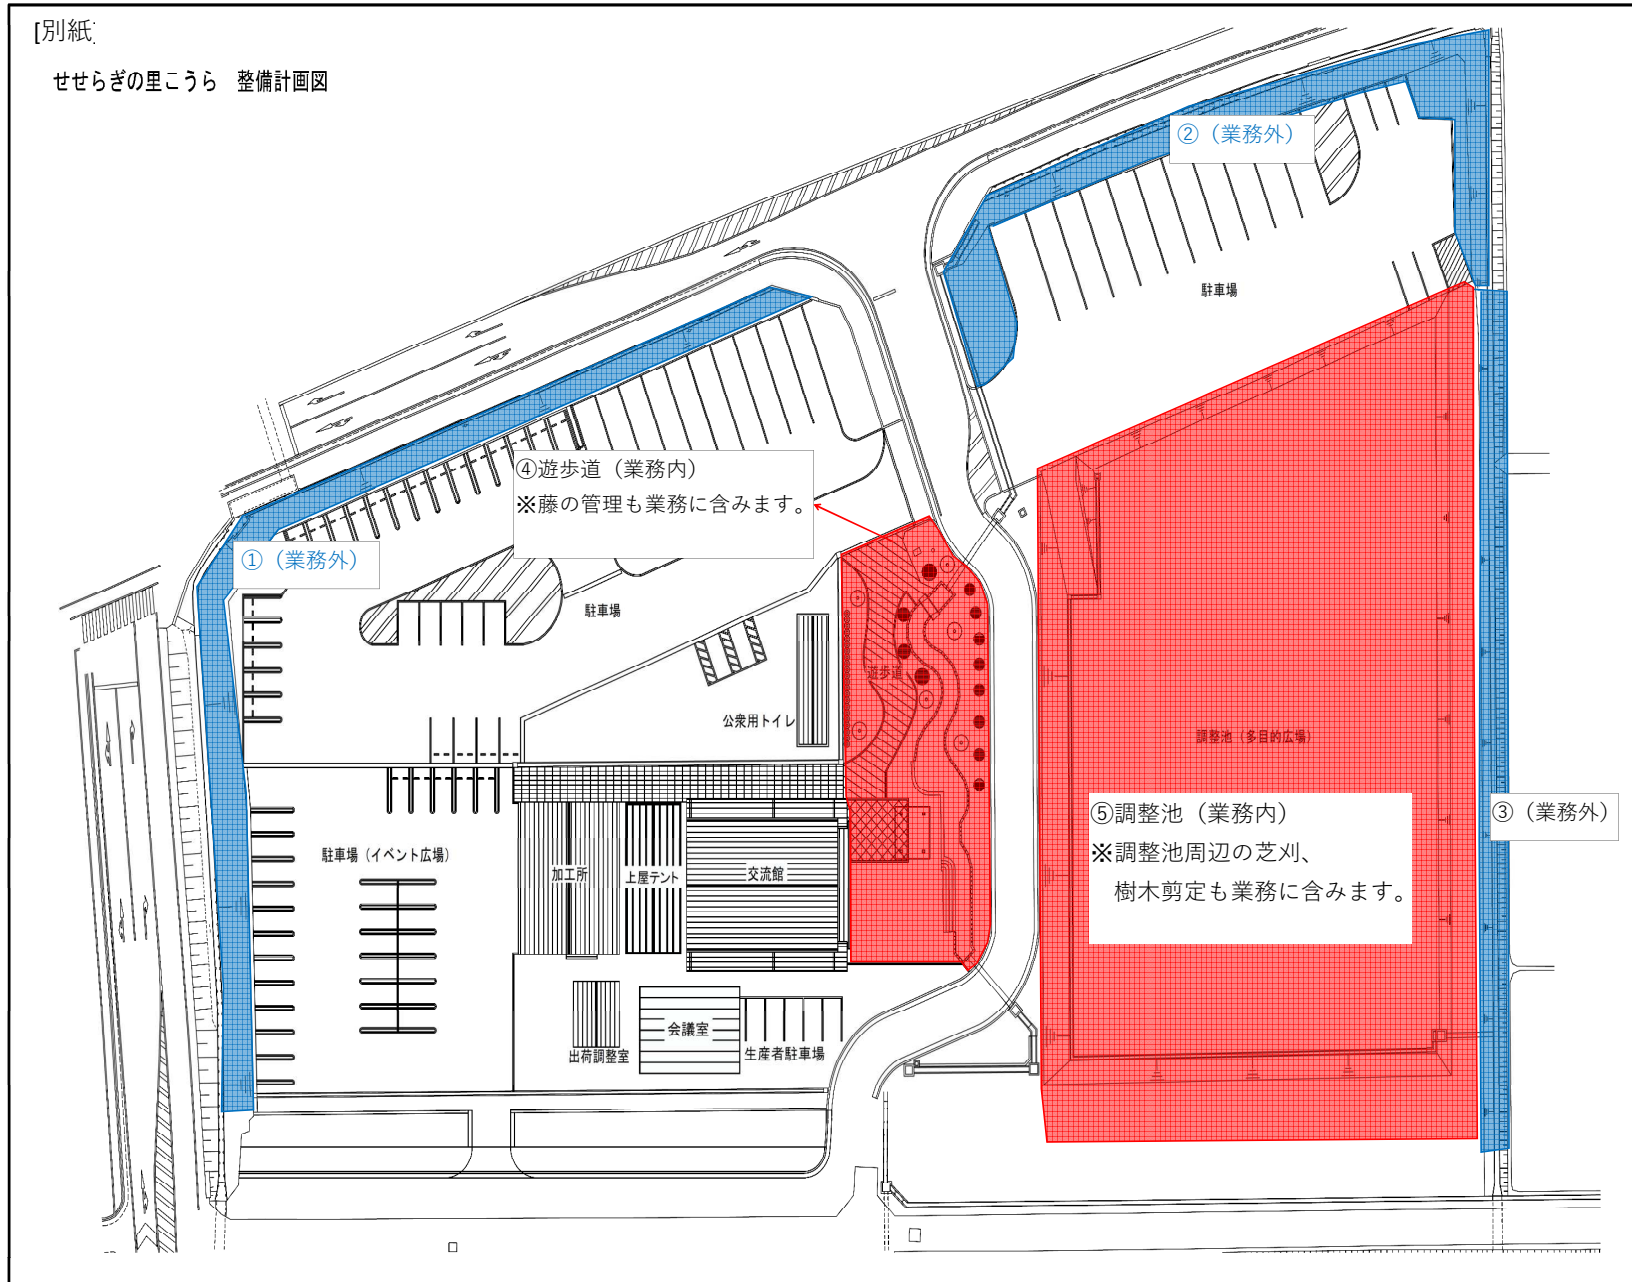 [別紙]
せせらぎの里こうら　整備計画図
②（業務外）
駐車場
④遊歩道（業務内）
※藤の管理も業務に含みます。
①（業務外）
駐車場
遊歩道
公衆用トイレ
調整池（多目的広場）
⑤調整池（業務内）
※調整池周辺の芝刈、
樹木剪定も業務に含みます。
③（業務外）
駐車場（イベント広場）
加工所
上屋テント
交流館
会議室
出荷調整室
生産者駐車場